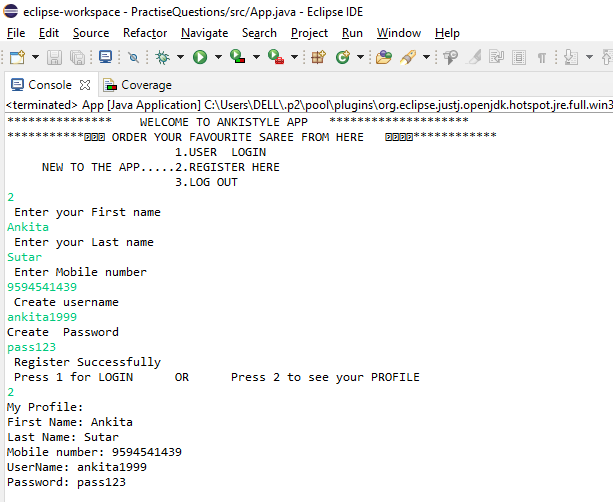 eclipse-workspace - PractiseQuestions/src/App.java - Eclipse IDE
File Edit Source Refactor Navigate Search Project Run Window Help
Console Coverage
<terminated> App [Java Application] C:\Users\DELL\.p2\pool\plugins\org.eclipse.justj.openjdk.hotspot.jre.full.win3
*************** WELCOME TO ANKISTYLE APP ********************
*********** ORDER YOUR FAVOURITE SAREE FROM HERE ************
1.USER LOGIN
NEW TO THE APP.....2.REGISTER HERE
3.LOG OUT
2
Enter your First name
Ankita
Enter your Last name
Sutar
Enter Mobile number
9594541439
Create username
ankita1999
Create Password
pass123
Register Successfully
Press 1 for LOGIN OR Press 2 to see your PROFILE
2
My Profile:
First Name: Ankita
Last Name: Sutar
Mobile number: 9594541439
UserName: ankita1999
Password: pass123